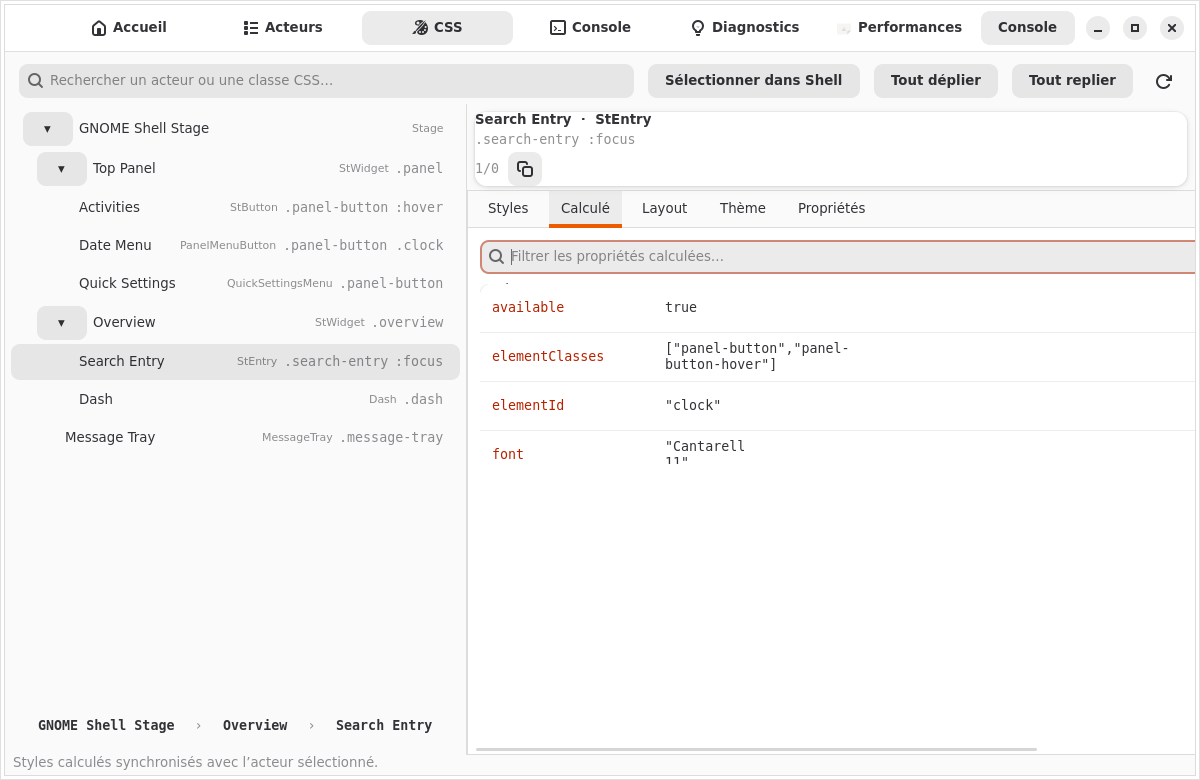 Accueil Acteurs CSS Console Diagnostics Performances Console
Rechercher un acteur ou une classe CSS… Sélectionner dans Shell Tout déplier Tout replier
GNOME Shell Stage Stage
Top Panel StWidget .panel
Activities StButton .panel-button :hover
Date Menu PanelMenuButton .panel-button .clock
Quick Settings QuickSettingsMenu .panel-button
Overview StWidget .overview
Search Entry StEntry .search-entry :focus
Dash Dash .dash
Message Tray MessageTray .message-tray
GNOME Shell Stage › Overview › Search Entry
Search Entry · StEntry
.search-entry :focus
1/0
Styles Calculé Layout Thème Propriétés
Filtrer les propriétés calculées…
available true
elementClasses ["panel-button","panel-
button-hover"]
elementId "clock"
font "Cantarell
11"
Styles calculés synchronisés avec l’acteur sélectionné.